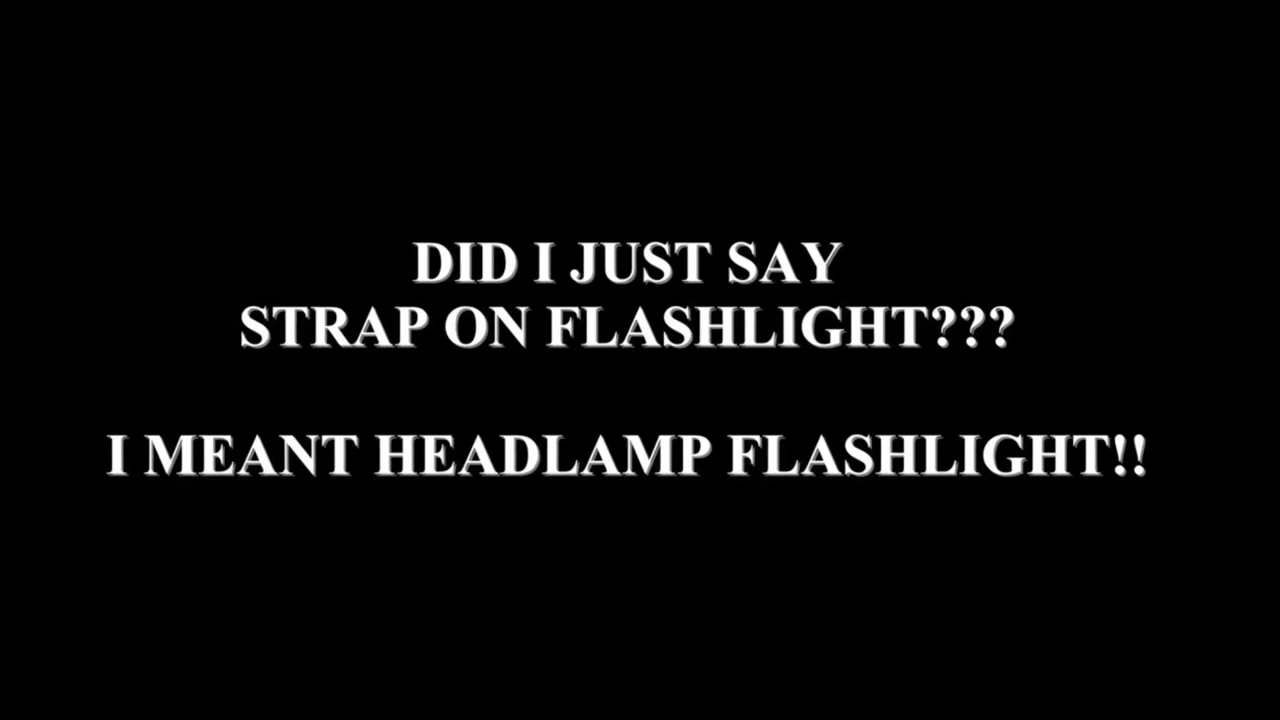 DID I JUST SAY
STRAP ON FLASHLIGHT???
I MEANT HEADLAMP FLASHLIGHT!!